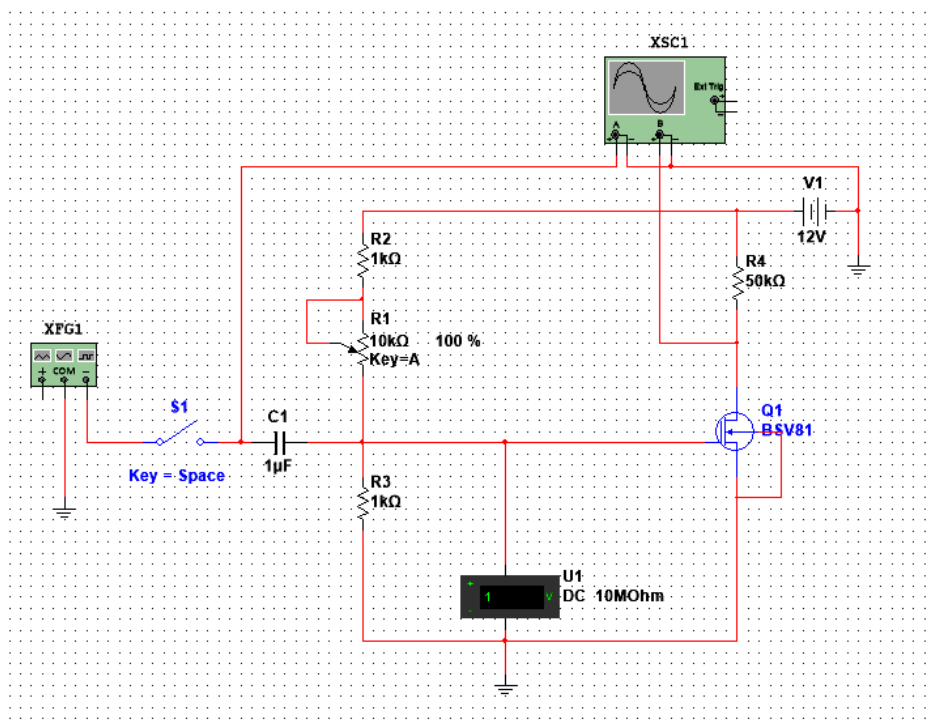 XSC1
Ext Trig
+
-
A
B
+ -
+ -
V1
12V
R2
1kΩ
R4
50kΩ
R1
10kΩ 100 %
Key=A
XFG1
+ COM -
S1
Key = Space
C1
1µF
Q1
BSV81
R3
1kΩ
U1
DC 10MOhm
+
1 V
-